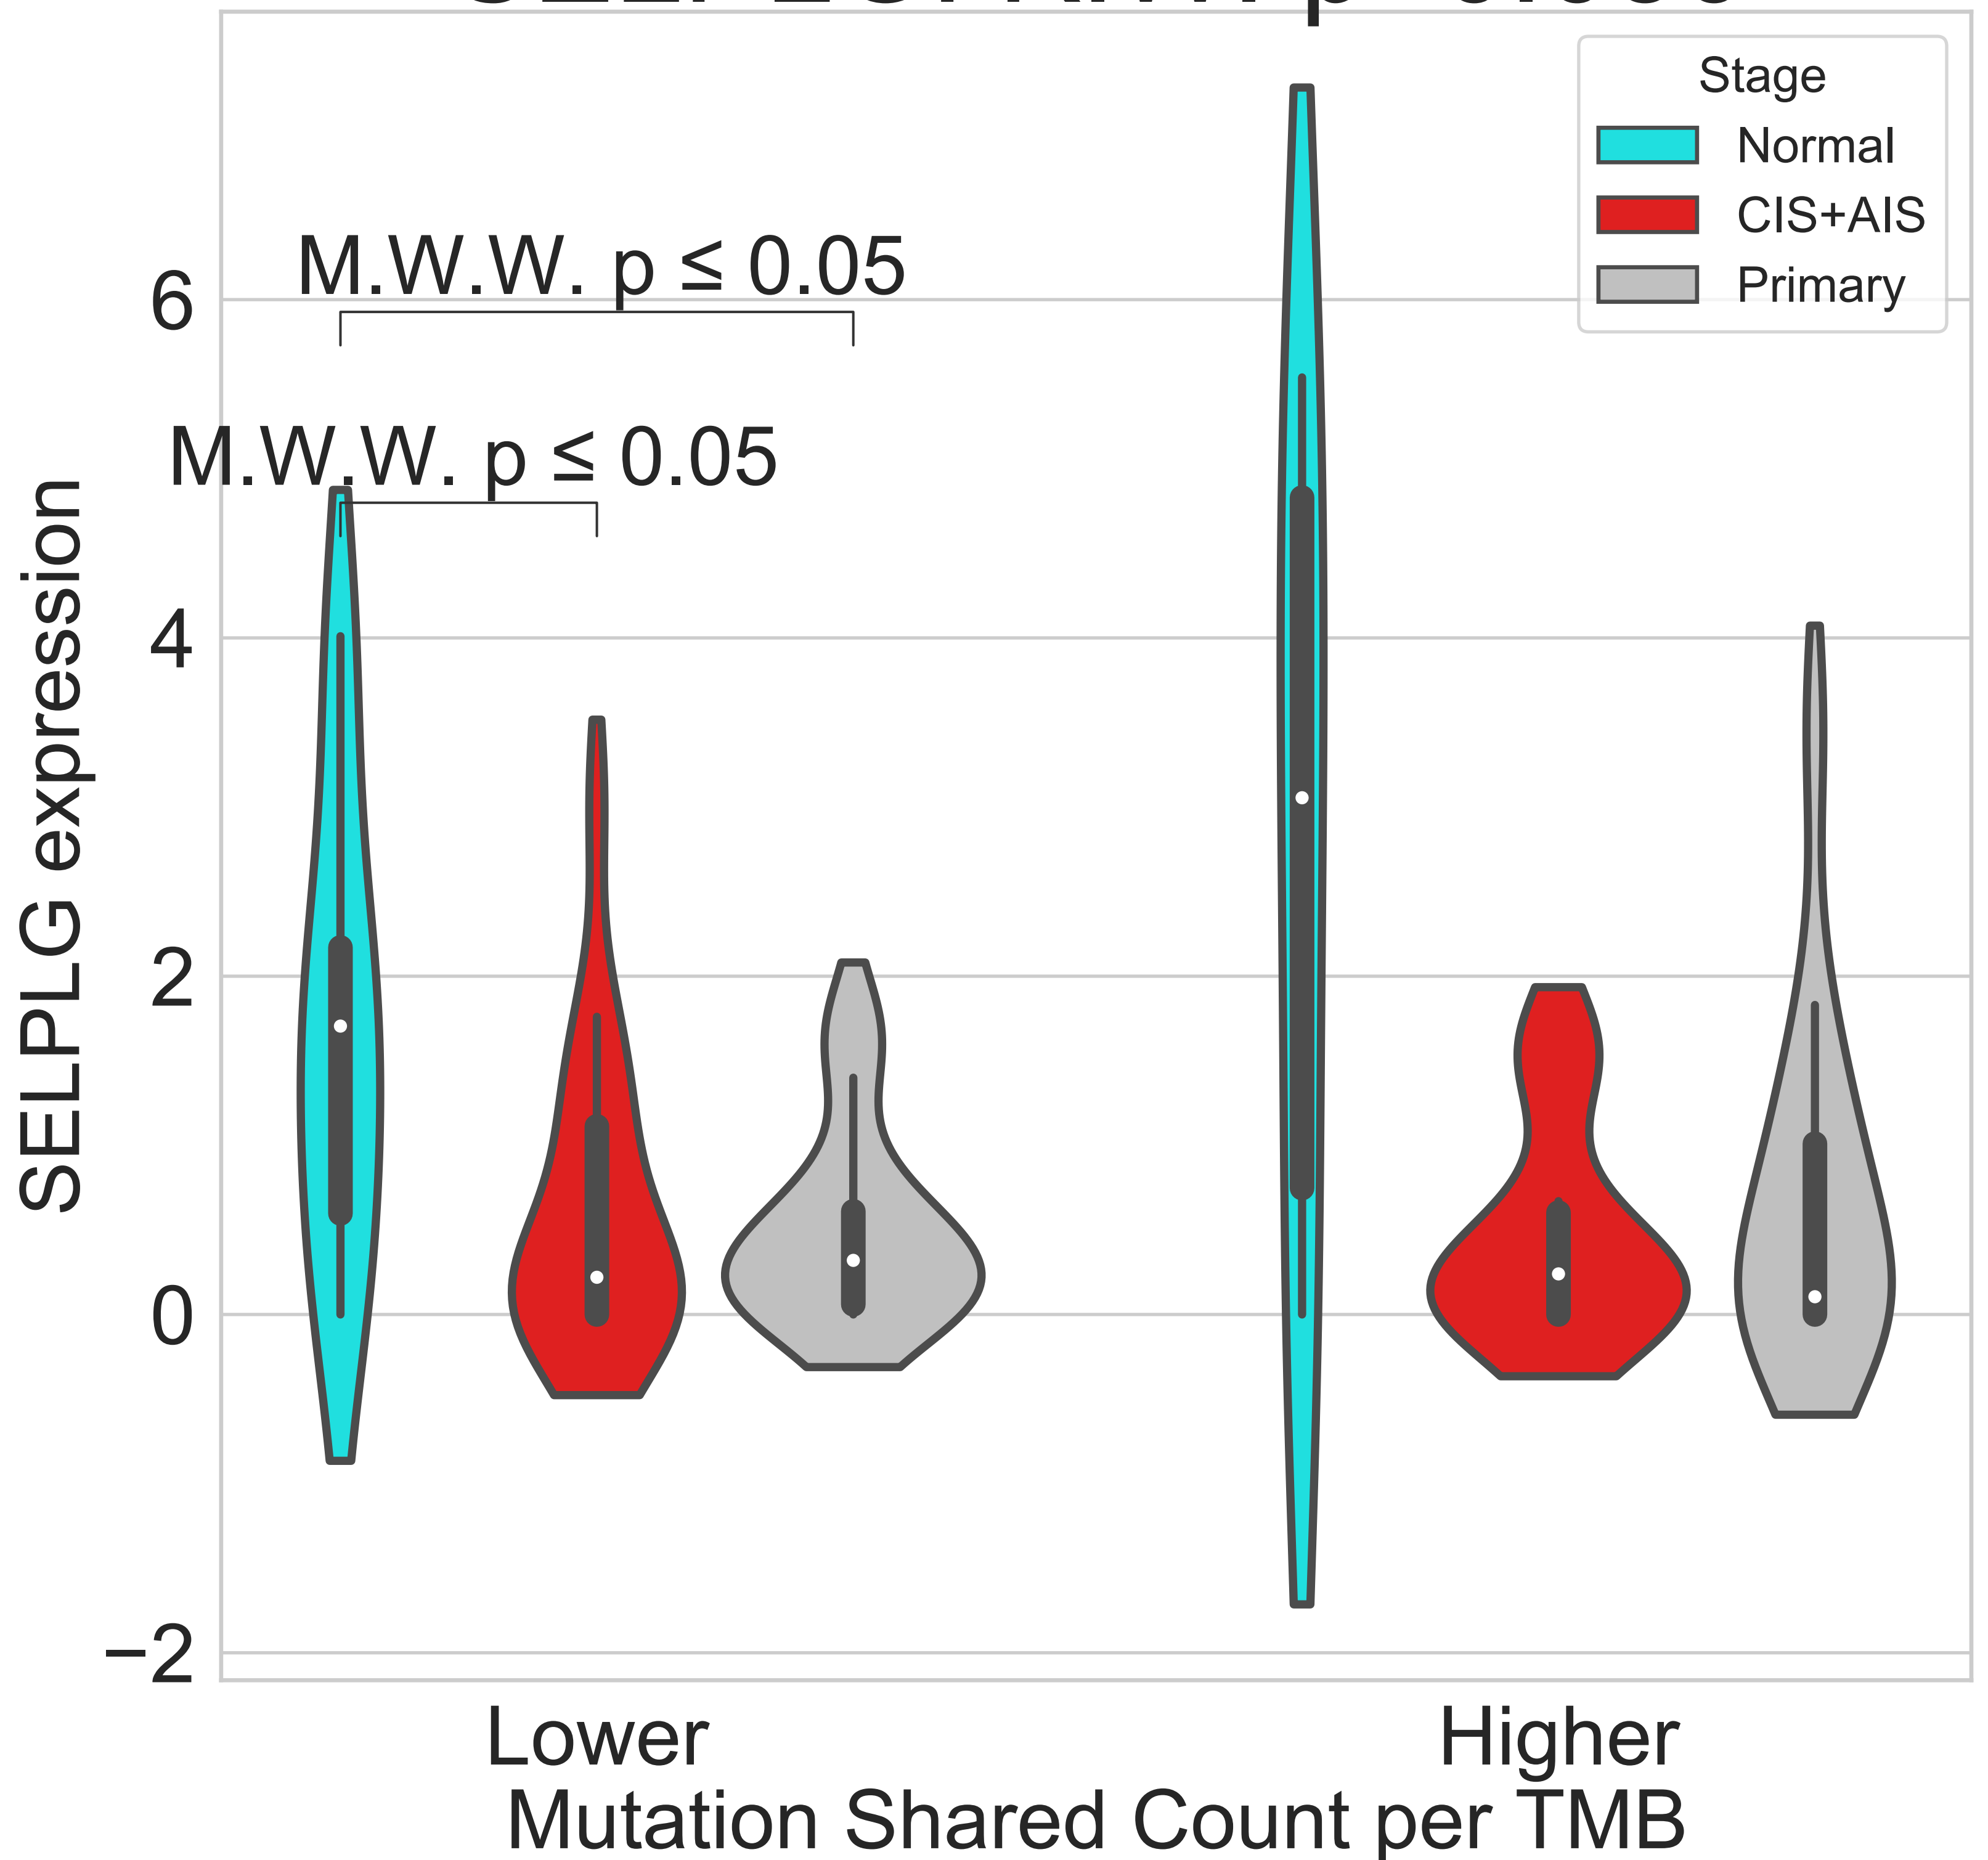 Stage
Normal
CIS+AIS
Primary
M.W.W. p ≤ 0.05
M.W.W. p ≤ 0.05
SELPLG expression
6
4
2
0
−2
Lower
Higher
Mutation Shared Count per TMB